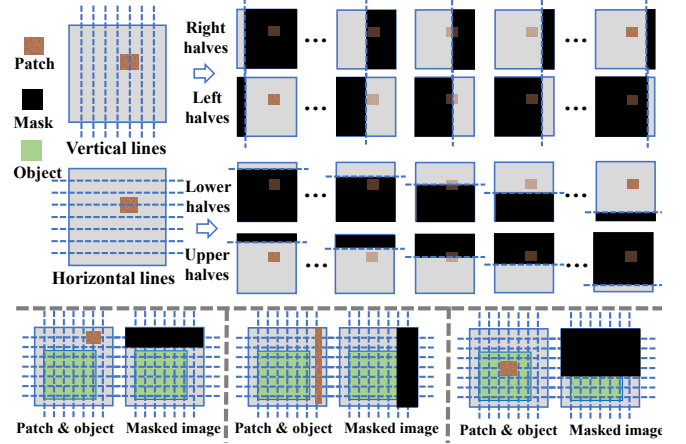 Patch
Mask
Object
Vertical lines
Right
halves
...
...
Left
halves
...
...
Horizontal lines
Lower
halves
...
...
Upper
halves
...
...
Patch & object Masked image
Patch & object Masked image
Patch & object Masked image